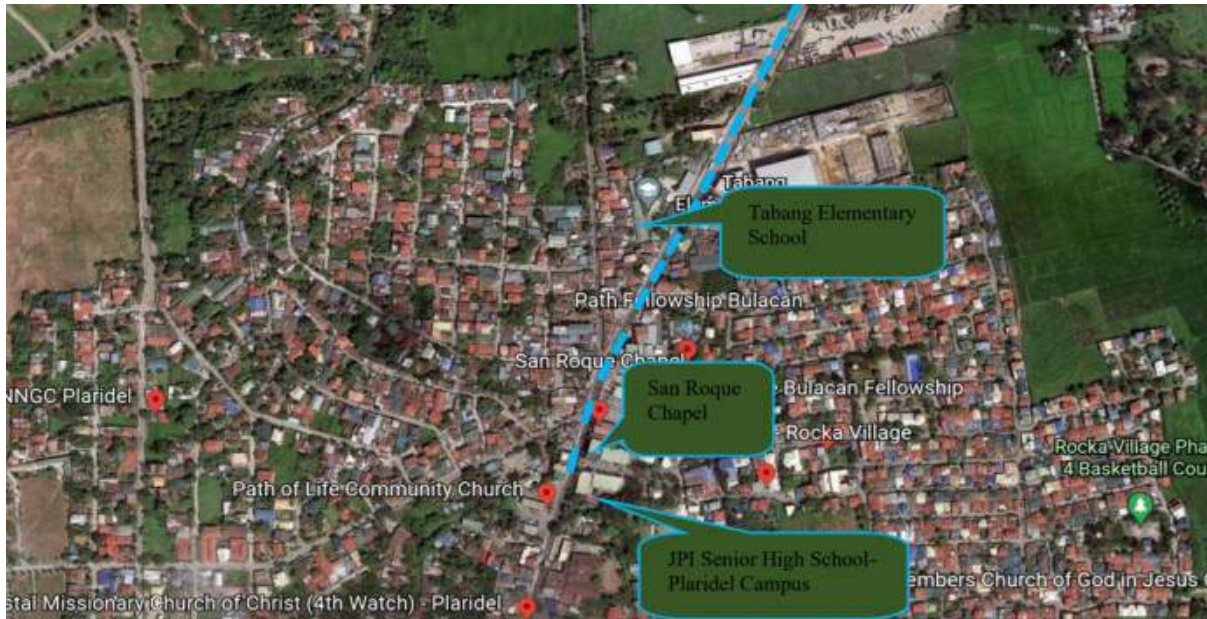 Tabang
Elem
Tabang Elementary
School
Path Fellowship Bulacan
San Roque Chapel
San Roque
Chapel
Bulacan Fellowship
NNGC Plaridel
Rocka Village
Rocka Village Pha
4 Basketball Cou
Path of Life Community Church
JPI Senior High School-
Plaridel Campus
embers Church of God in Jesus
stal Missionary Church of Christ (4th Watch) - Plaridel